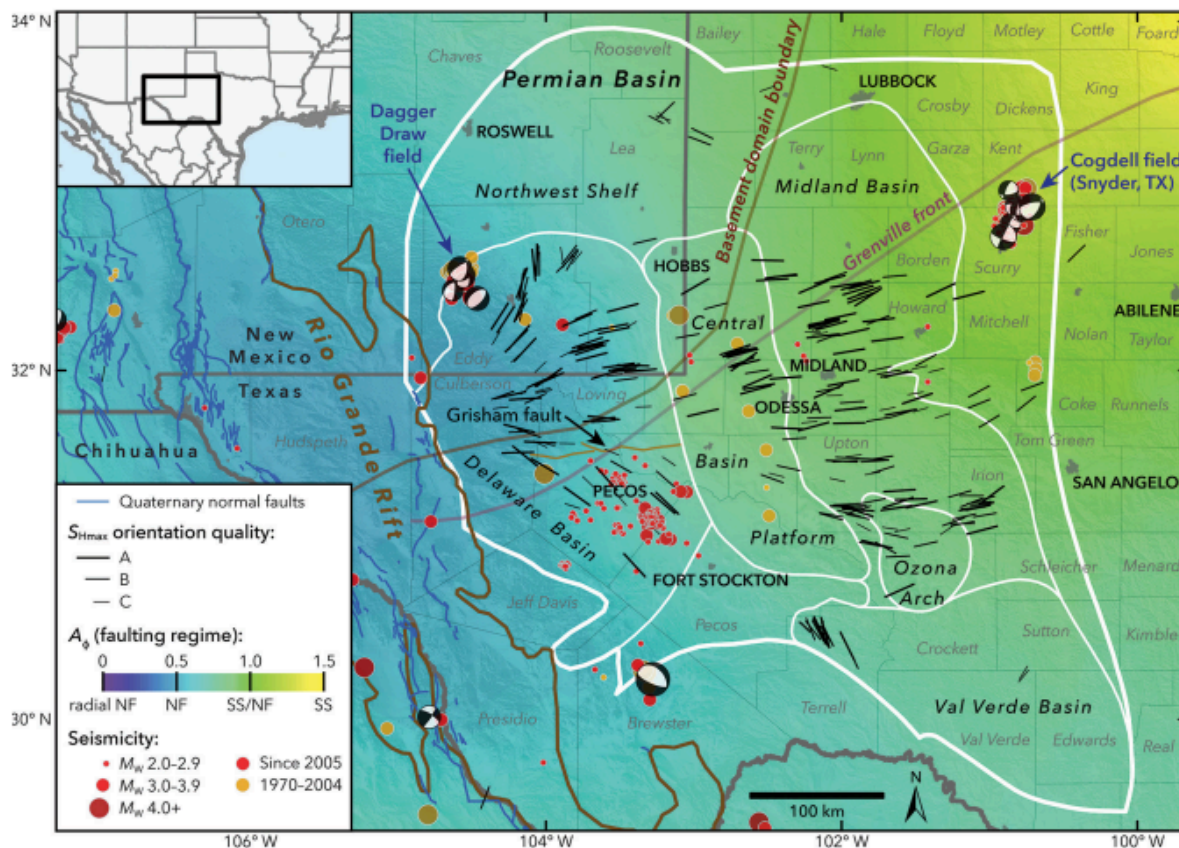 34° N
32° N
30° N
106° W
104° W
102° W
100° W
Chaves
Roosevelt
Bailey
Hale
Floyd
Motley
Cottle
Foard
Permian Basin
LUBBOCK
King
Crosby
Dickens
Dagger
Draw
field
ROSWELL
Lea
Basement domain boundary
Terry
Lynn
Garza
Kent
Cogdell field
(Snyder, TX)
Northwest Shelf
Midland Basin
Otero
Grenville front
Fisher
Jones
HOBBS
Borden
Scurry
Howard
ABILENE
New
Mexico
Texas
Rio Grande Rift
Eddy
Culberson
Loving
Central
Mitchell
Nolan
Taylor
MIDLAND
Grisham fault
ODESSA
Coke
Runnels
Chihuahua
Hudspeth
Upton
Tom Green
Basin
Irion
SAN ANGELO
Delaware Basin
PECOS
Platform
FORT STOCKTON
Ozona
Arch
Schleicher
Menard
Jeff Davis
Pecos
Crockett
Sutton
Kimble
Presidio
Brewster
Terrell
Val Verde Basin
Val Verde
Edwards
Real
N
100 km
Quaternary normal faults
SHmax orientation quality:
A
B
C
Aϕ (faulting regime):
0 0.5 1.0 1.5
radial NF NF SS/NF SS
Seismicity:
Mw 2.0–2.9
Mw 3.0–3.9
Mw 4.0+
Since 2005
1970–2004